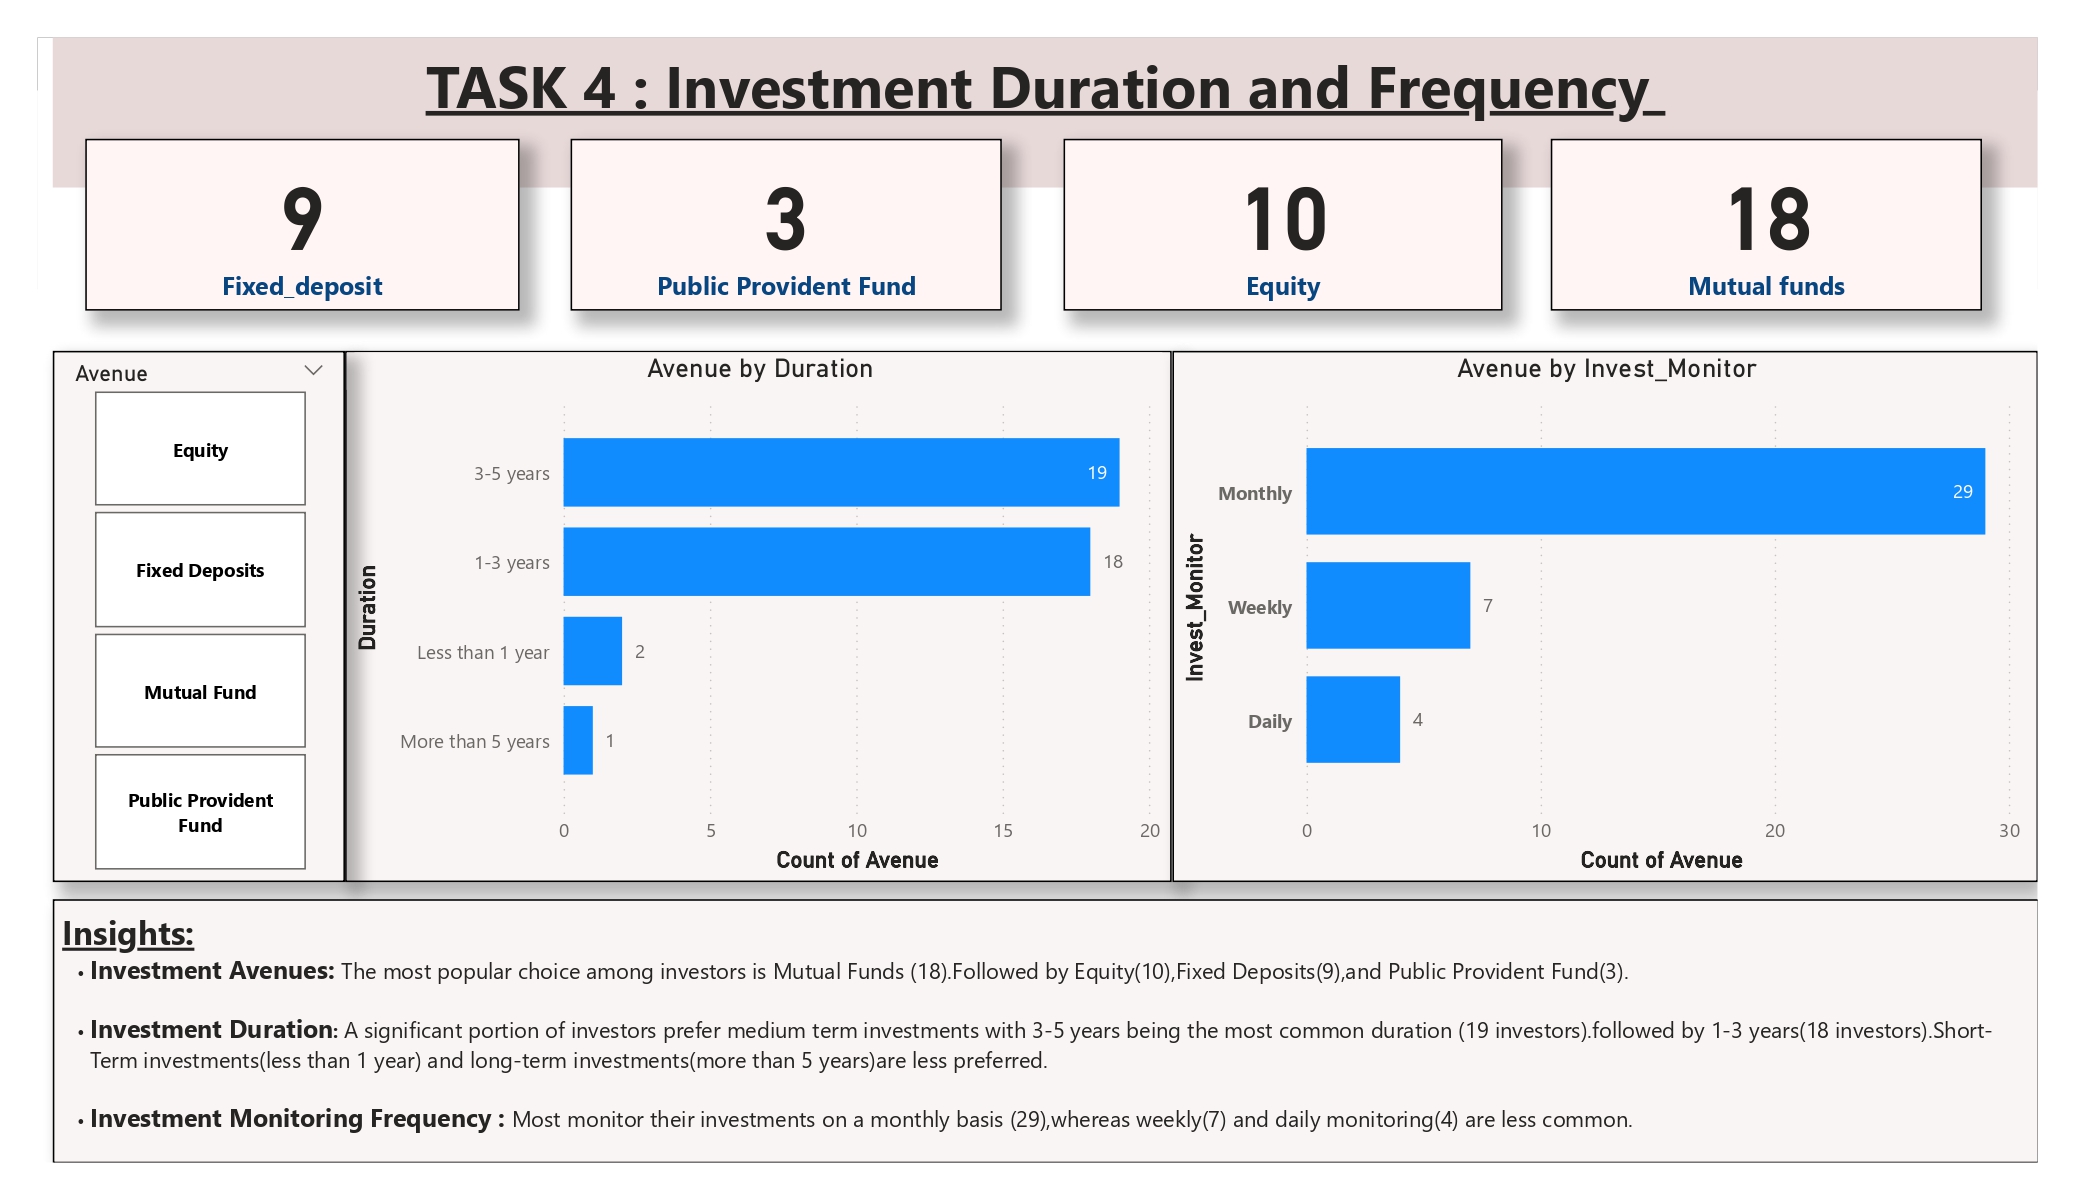 TASK 4 : Investment Duration and Frequency
9
Fixed_deposit
3
Public Provident Fund
10
Equity
18
Mutual funds
Avenue
Equity
Fixed Deposits
Mutual Fund
Public Provident
Fund
Avenue by Duration
Duration
3-5 years
19
1-3 years
18
Less than 1 year
2
More than 5 years
1
0 5 10 15 20
Count of Avenue
Avenue by Invest_Monitor
Invest_Monitor
Monthly
29
Weekly
7
Daily
4
0 10 20 30
Count of Avenue
Insights:
• Investment Avenues: The most popular choice among investors is Mutual Funds (18).Followed by Equity(10),Fixed Deposits(9),and Public Provident Fund(3).
• Investment Duration: A significant portion of investors prefer medium term investments with 3-5 years being the most common duration (19 investors).followed by 1-3 years(18 investors).Short-
Term investments(less than 1 year) and long-term investments(more than 5 years)are less preferred.
• Investment Monitoring Frequency : Most monitor their investments on a monthly basis (29),whereas weekly(7) and daily monitoring(4) are less common.